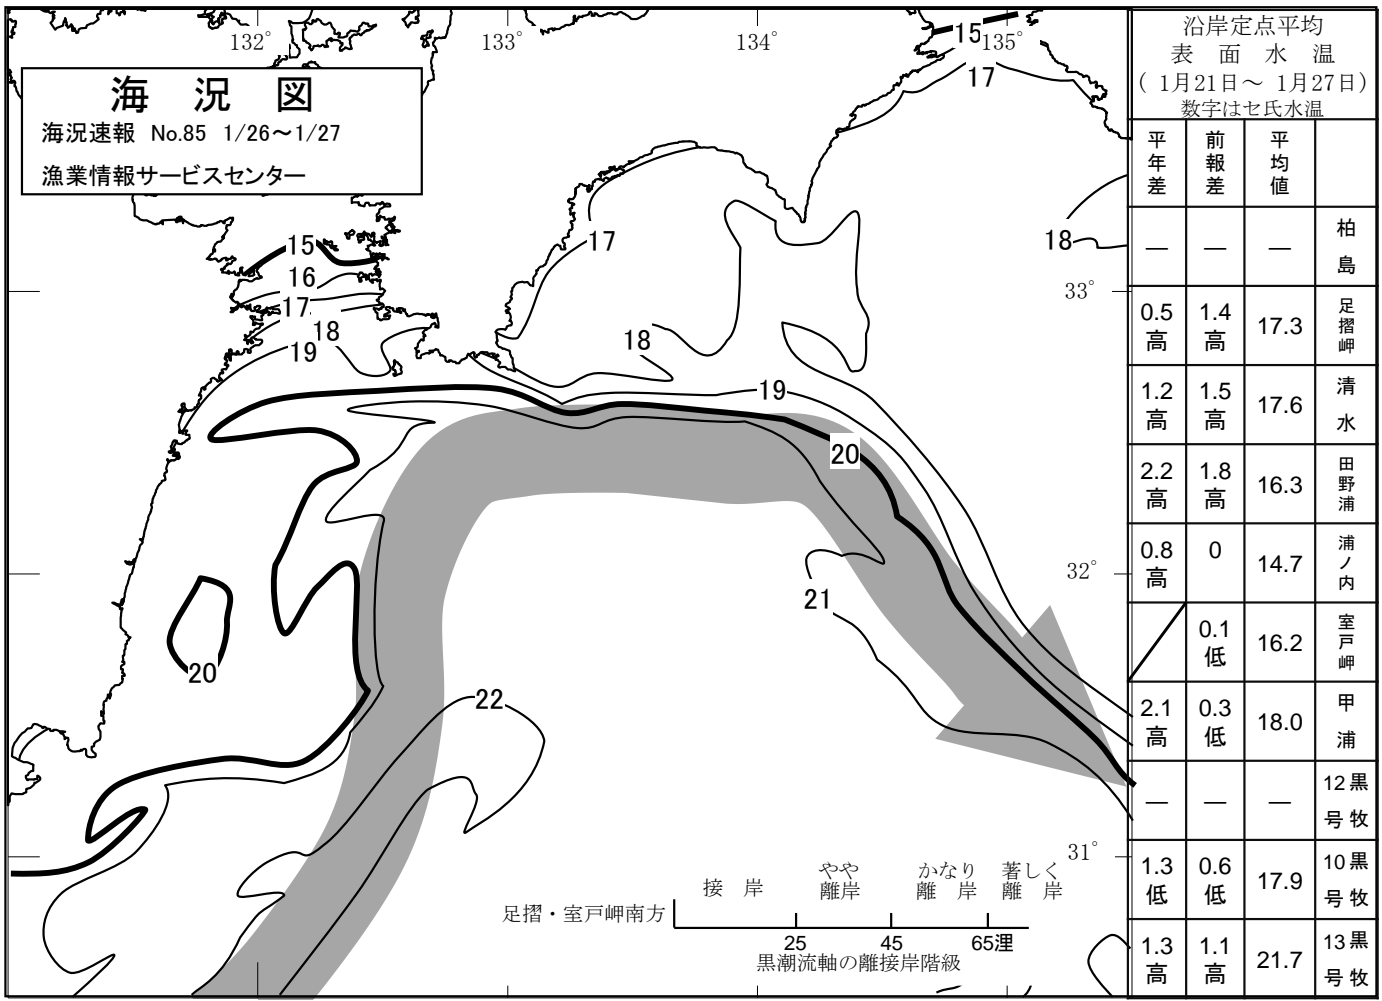 132°
133°
134°
135°
海 況 図
海況速報 No.85 1/26～1/27
漁業情報サービスセンター
15
17
15
16
17
18
19
17
18
18
19
20
20
21
22
33°
32°
31°
接 岸
やや
離岸
かなり
離 岸
著しく
離 岸
足摺・室戸岬南方
25 45 65浬
黒潮流軸の離接岸階級
沿岸定点平均
表 面 水 温
( 1月21日～ 1月27日)
数字はセ氏水温
平年差 前報差 平均値
— — — 柏島
0.5高 1.4高 17.3 足摺岬
1.2高 1.5高 17.6 清水
2.2高 1.8高 16.3 田野浦
0.8高 0 14.7 浦ノ内
0.1低 16.2 室戸岬
2.1高 0.3低 18.0 甲浦
— — — 黒牧12号
1.3低 0.6低 17.9 黒牧10号
1.3高 1.1高 21.7 黒牧13号